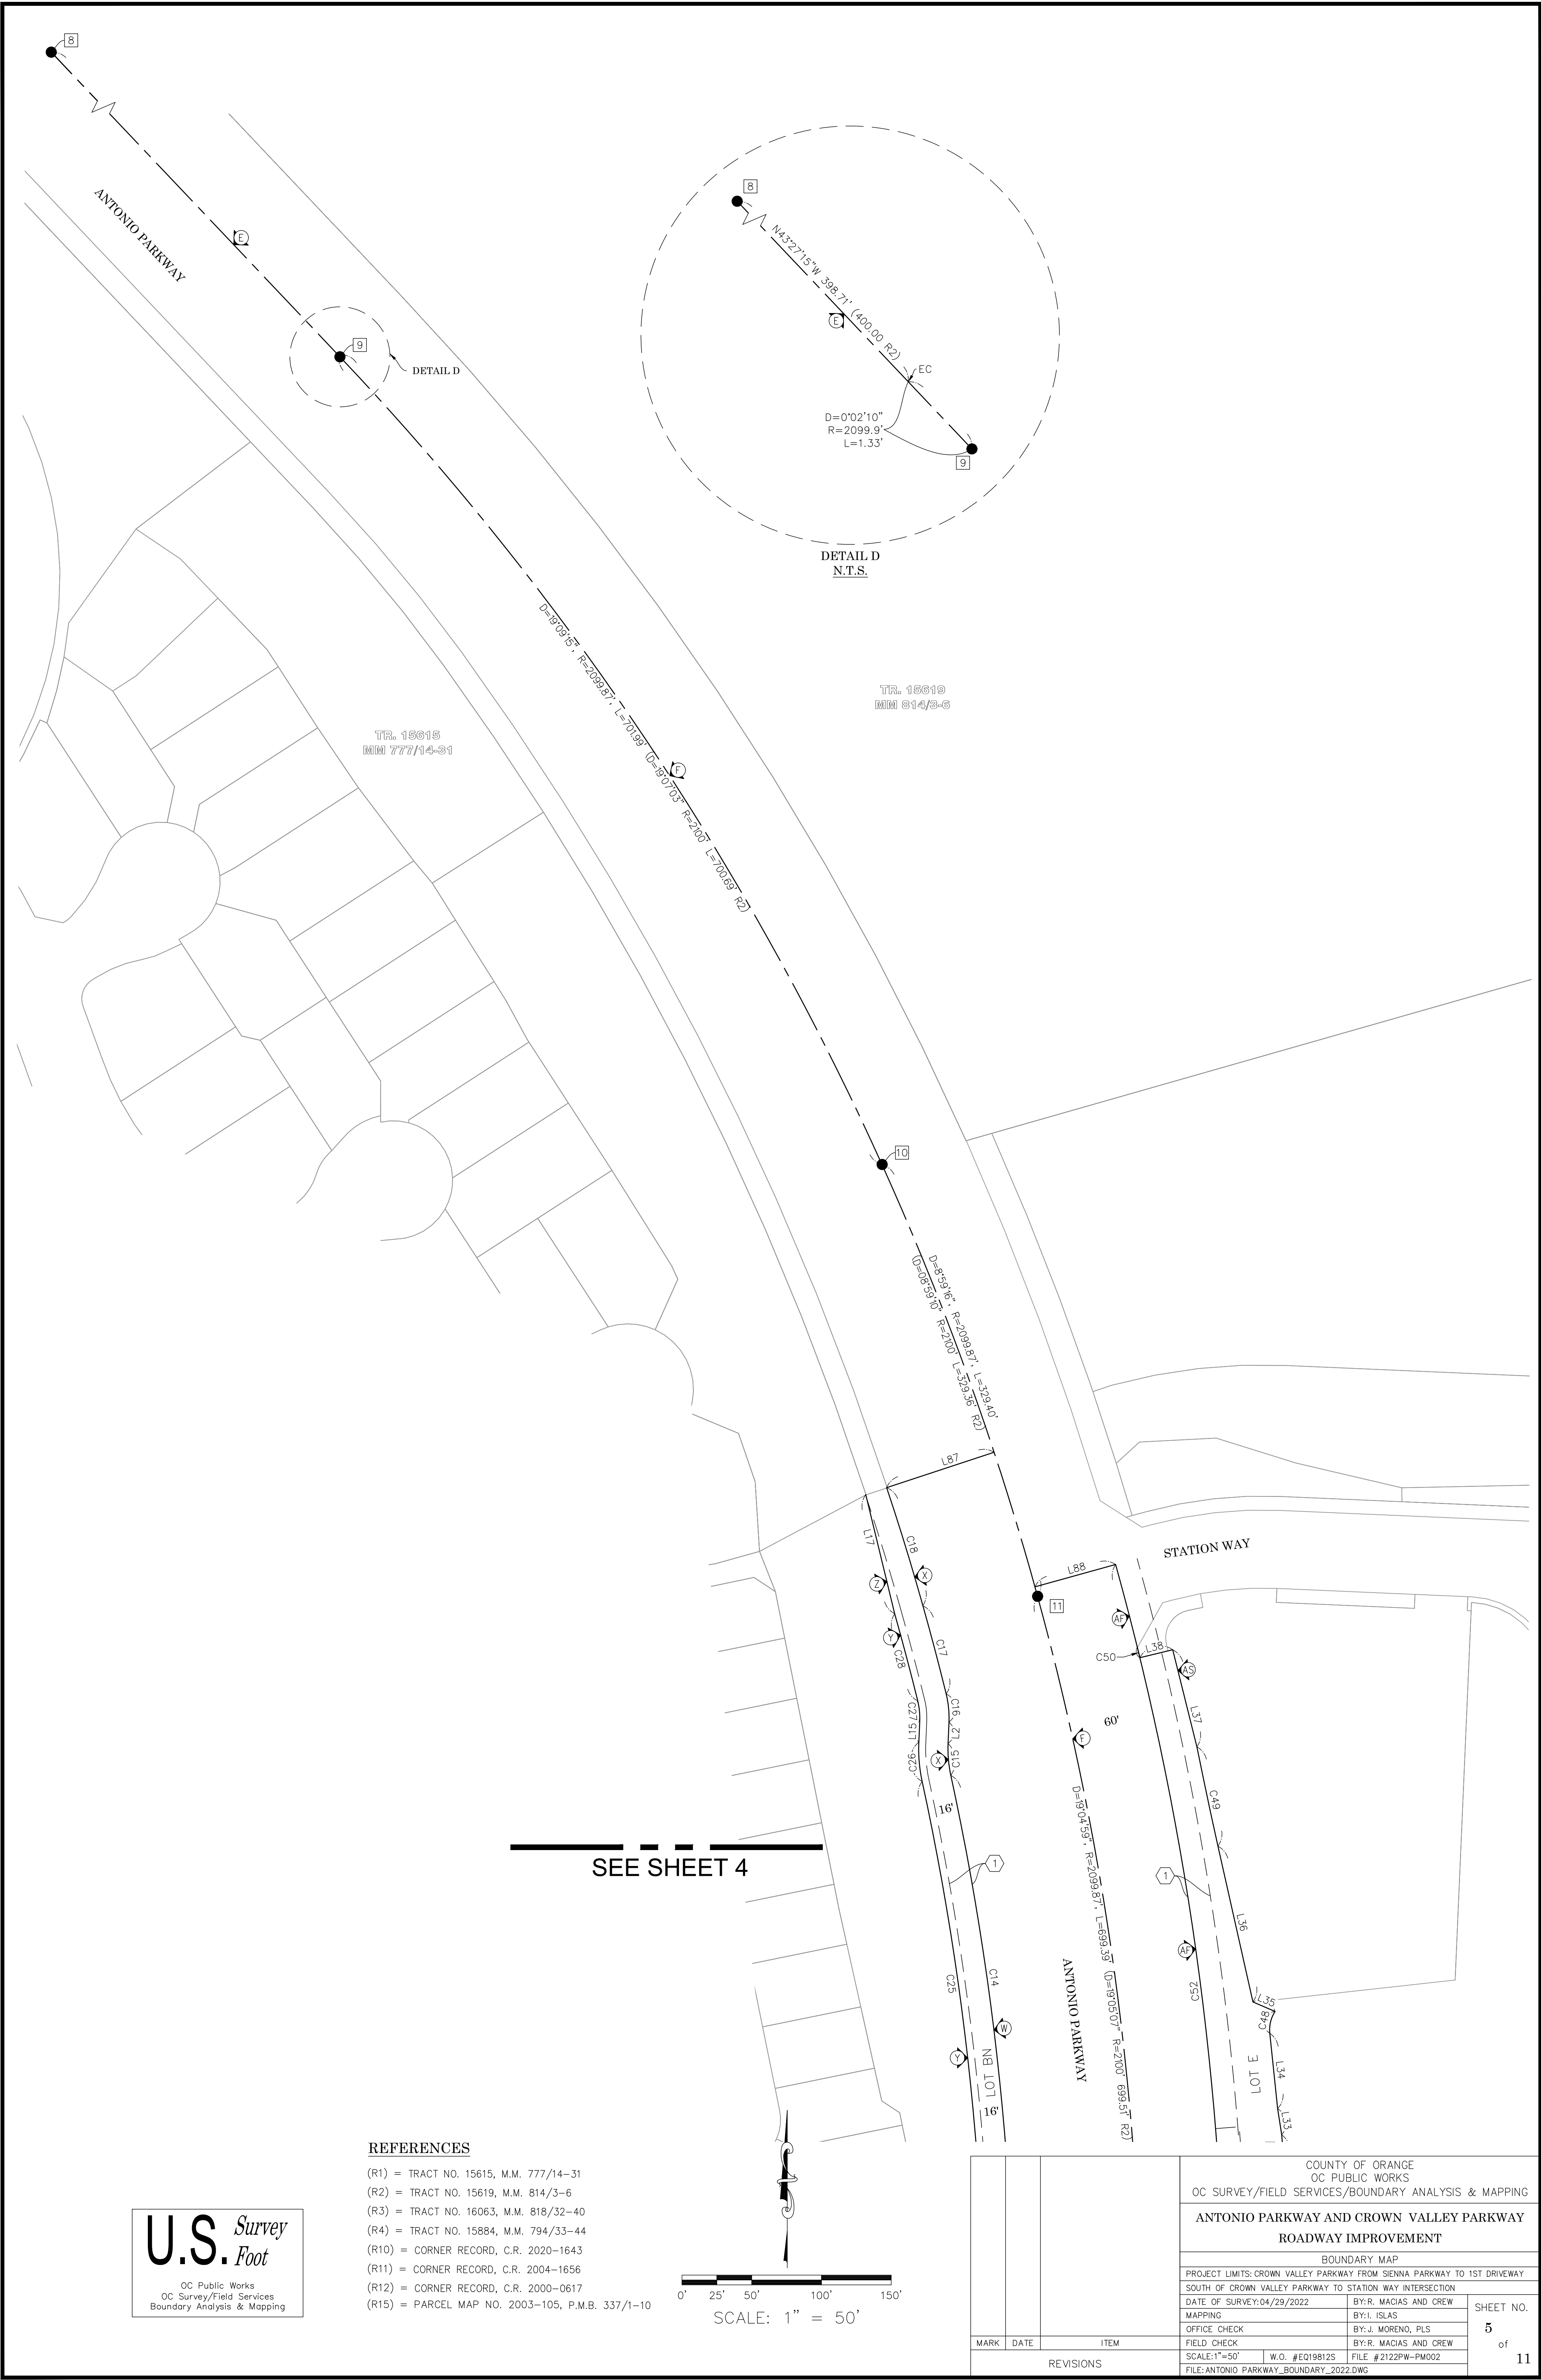 8
ANTONIO PARKWAY
E
9
DETAIL D
8
N43°27'15"W 398.71' (400.00 R2)
E
EC
D=0°02'10"
R=2099.9'
L=1.33'
9
DETAIL D
N.T.S.
D=19°09'15", R=2099.87', L=701.99' (D=19°07'03" R=2100' L=700.69' R2)
F
TR. 15619
MM 814/3-6
TR. 15615
MM 777/14-31
10
D=8°59'16", R=2099.87', L=329.40'
(D=08°59'10" R=2100' L=329.36' R2)
L87
L17
C18
X
Z
Y
C28
C17
STATION WAY
L88
11
AF
C50
L38
AS
L37
C27
L15
C26
C16
L27
C15
X
60'
F
16'
C49
SEE SHEET 4
1
1
D=19°04'59", R=2099.87', L=699.39' (D=19°05'07" R=2100' 699.51' R2)
L36
AF
C25
C14
ANTONIO PARKWAY
C52
L35
C48
W
Y
LOT BN
LOT E
L34
16'
L33
REFERENCES
(R1) = TRACT NO. 15615, M.M. 777/14-31
(R2) = TRACT NO. 15619, M.M. 814/3-6
(R3) = TRACT NO. 16063, M.M. 818/32-40
(R4) = TRACT NO. 15884, M.M. 794/33-44
(R10) = CORNER RECORD, C.R. 2020-1643
(R11) = CORNER RECORD, C.R. 2004-1656
(R12) = CORNER RECORD, C.R. 2000-0617
(R15) = PARCEL MAP NO. 2003-105, P.M.B. 337/1-10
U.S. Survey Foot
OC Public Works
OC Survey/Field Services
Boundary Analysis & Mapping
0' 25' 50' 100' 150'
SCALE: 1" = 50'
MARK DATE ITEM
REVISIONS
COUNTY OF ORANGE
OC PUBLIC WORKS
OC SURVEY/FIELD SERVICES/BOUNDARY ANALYSIS & MAPPING
ANTONIO PARKWAY AND CROWN VALLEY PARKWAY
ROADWAY IMPROVEMENT
BOUNDARY MAP
PROJECT LIMITS: CROWN VALLEY PARKWAY FROM SIENNA PARKWAY TO 1ST DRIVEWAY
SOUTH OF CROWN VALLEY PARKWAY TO STATION WAY INTERSECTION
DATE OF SURVEY:04/29/2022 BY:R. MACIAS AND CREW
MAPPING BY:I. ISLAS
OFFICE CHECK BY:J. MORENO, PLS
FIELD CHECK BY:R. MACIAS AND CREW
SCALE:1"=50' W.O. #EQ19812S FILE #2122PW-PM002
FILE: ANTONIO PARKWAY_BOUNDARY_2022.DWG
SHEET NO.
5
of
11